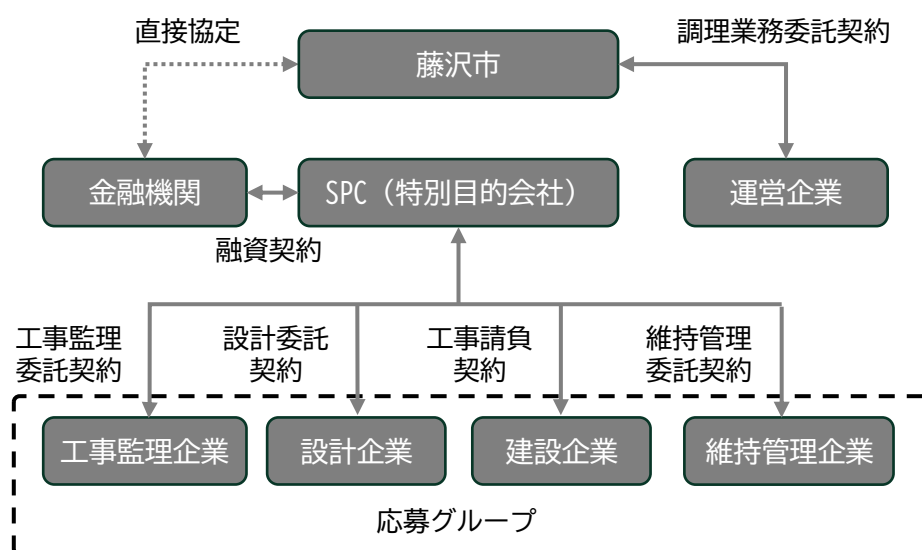 直接協定
調理業務委託契約
藤沢市
金融機関
SPC（特別目的会社）
運営企業
融資契約
工事監理
委託契約
設計委託
契約
工事請負
契約
維持管理
委託契約
工事監理企業
設計企業
建設企業
維持管理企業
応募グループ